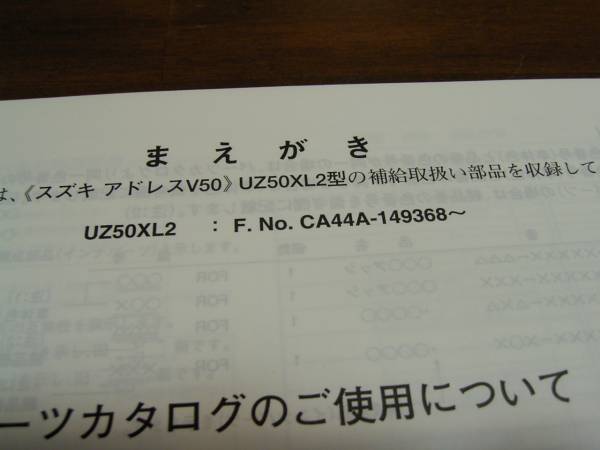 まえがき
は、《スズキ アドレスV50》UZ50XL2型の補給取扱い部品を収録して
UZ50XL2 : F. No. CA44A-149368〜
ーツカタログのご使用について